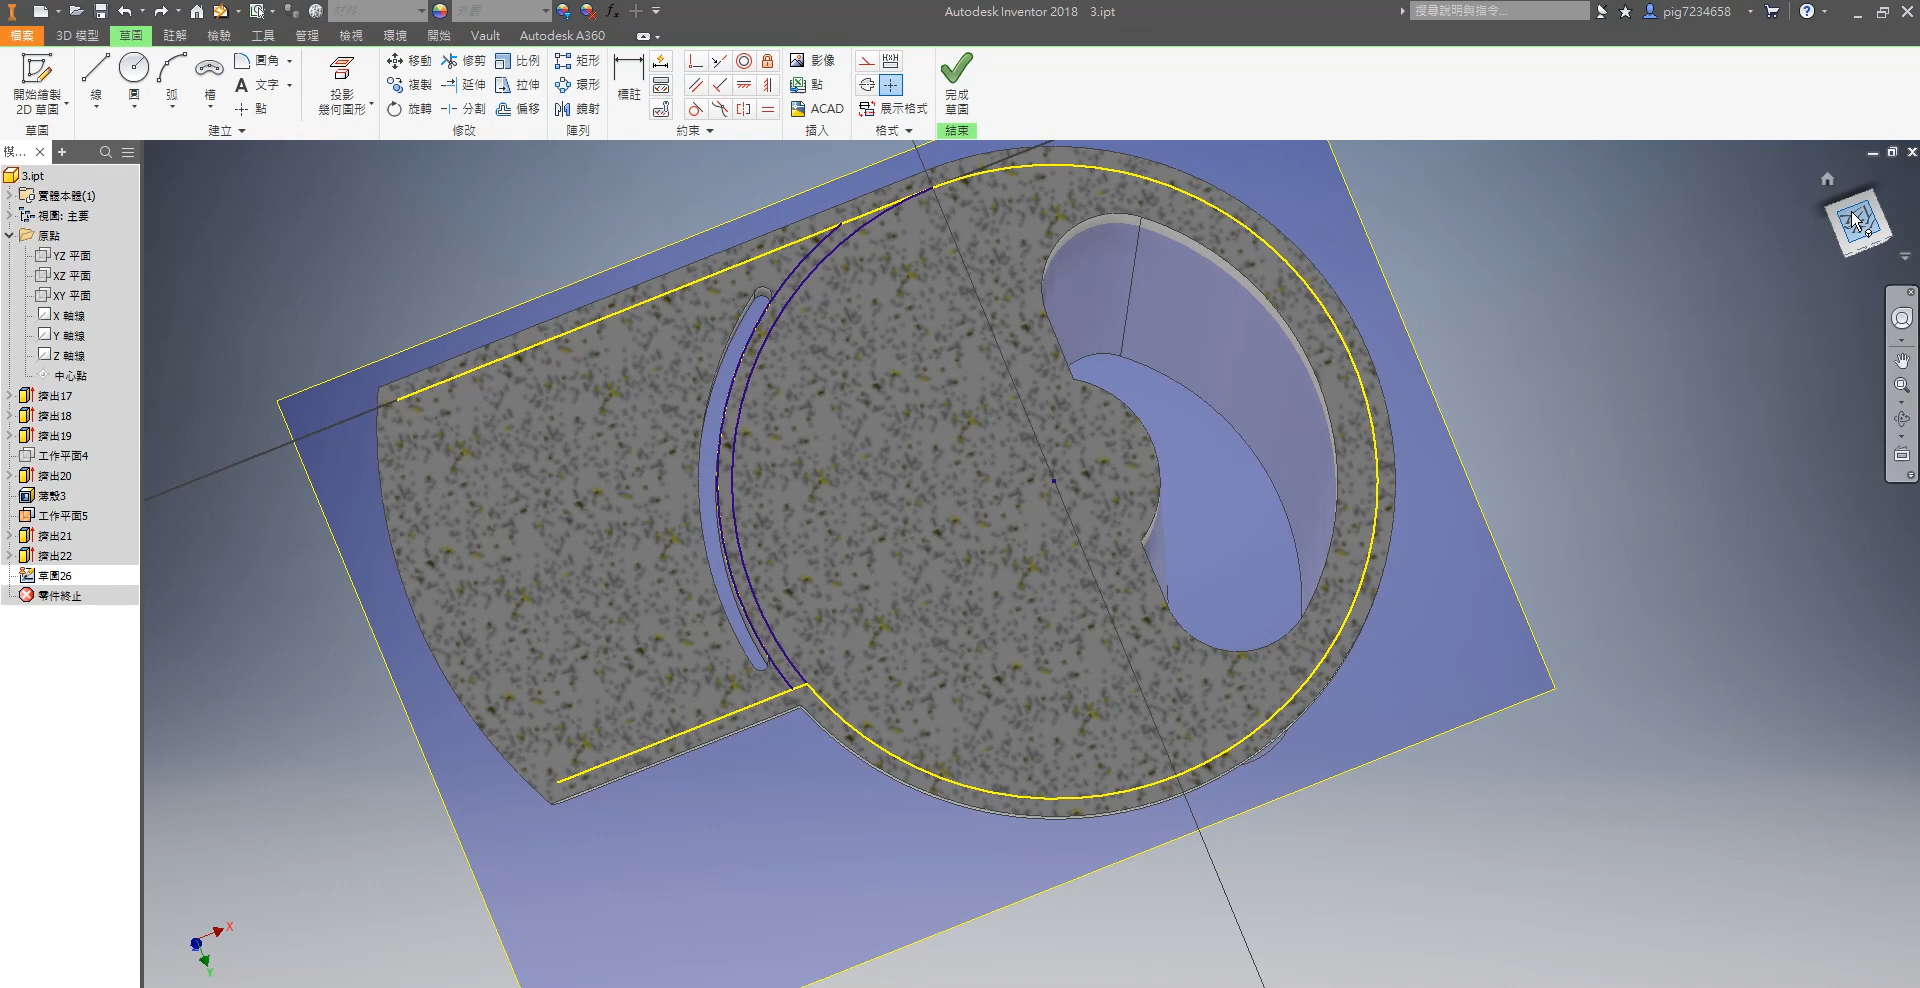 材料
外觀
fx
Autodesk Inventor 2018    3.ipt
搜尋說明與指令...
pig7234658
檔案
3D 模型
草圖
註解
檢驗
工具
管理
檢視
環境
開始
Vault
Autodesk A360
開始繪製
2D 草圖
草圖
線
圓
弧
槽
圓角
文字
點
建立
投影
幾何圖形
移動
複製
旋轉
修剪
延伸
分割
比例
拉伸
偏移
修改
矩形
環形
鏡射
陣列
標註
約束
影像
點
ACAD
插入
展示格式
格式
完成
草圖
結束
模...
3.ipt
實體本體(1)
視圖: 主要
原點
YZ 平面
XZ 平面
XY 平面
X 軸線
Y 軸線
Z 軸線
中心點
擠出17
擠出18
擠出19
工作平面4
擠出20
薄殼3
工作平面5
擠出21
擠出22
草圖26
零件終止
X
Y